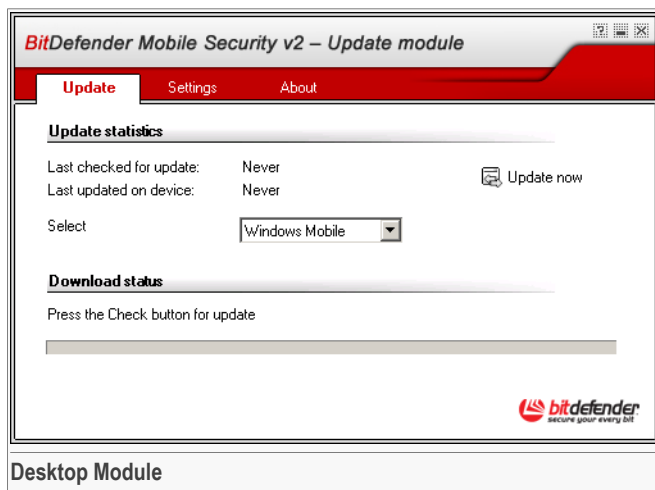 BitDefender Mobile Security v2 – Update module
Update Settings About
Update statistics
Last checked for update: Never
Update now
Last updated on device: Never
Select Windows Mobile
Download status
Press the Check button for update
bitdefender
secure your every bit
Desktop Module